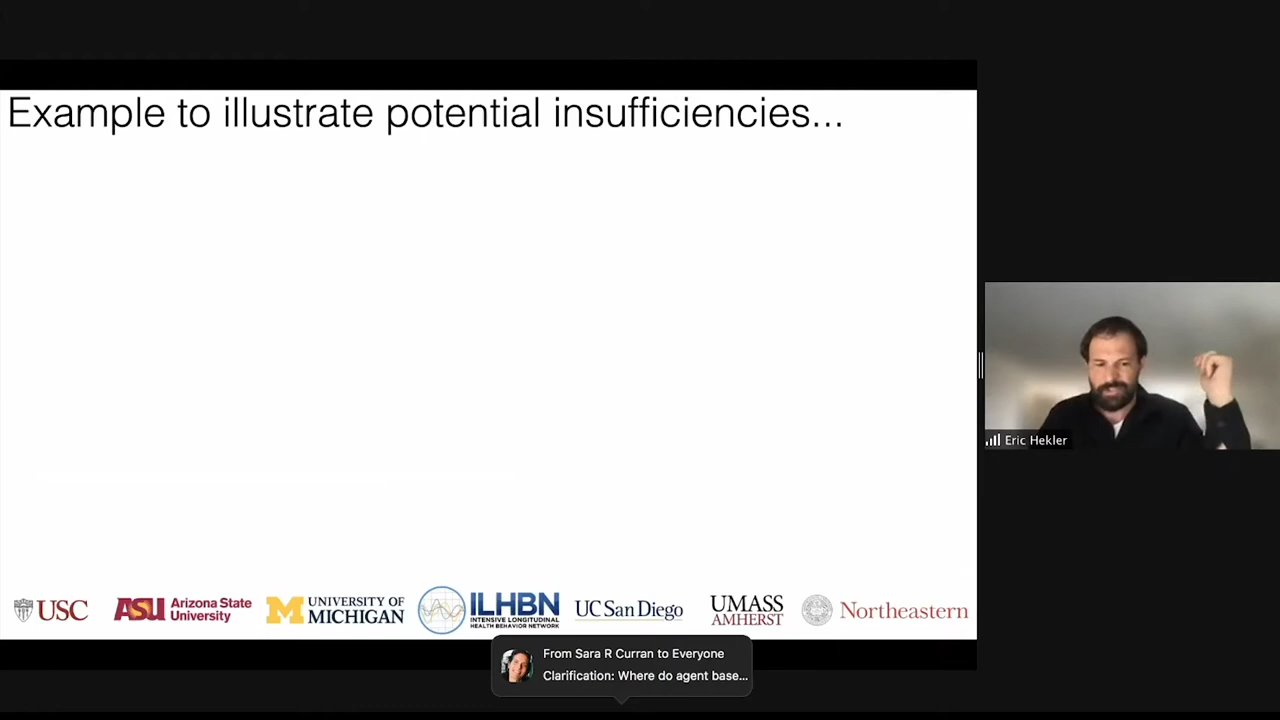 Example to illustrate potential insufficiencies...
Eric Hekler
USC
ASU Arizona State
University
M UNIVERSITY OF
MICHIGAN
ILHBN
INTENSIVE LONGITUDINAL
HEALTH BEHAVIOR NETWORK
UC San Diego
UMASS
AMHERST
Northeastern
From Sara R Curran to Everyone
Clarification: Where do agent base...